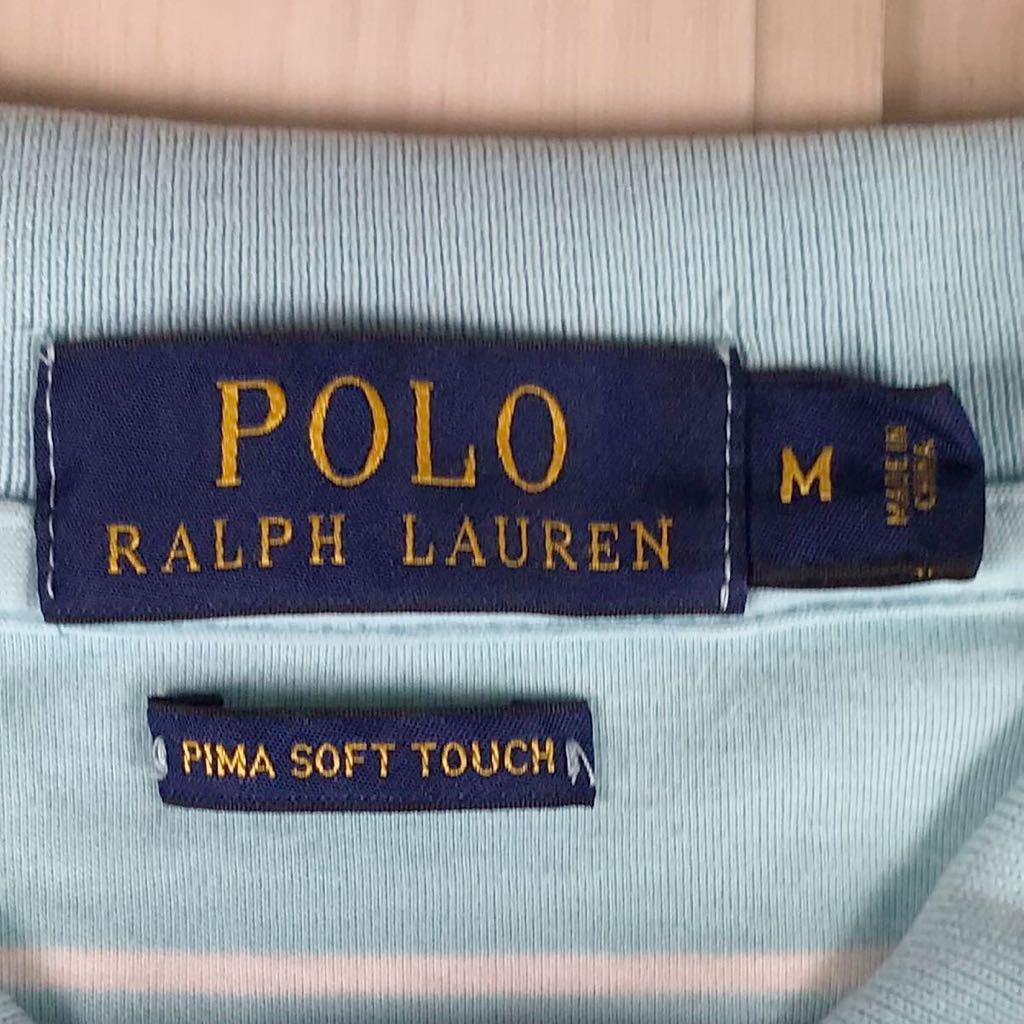 POLO
RALPH LAUREN
M
MADE IN
CHINA
PIMA SOFT TOUCH